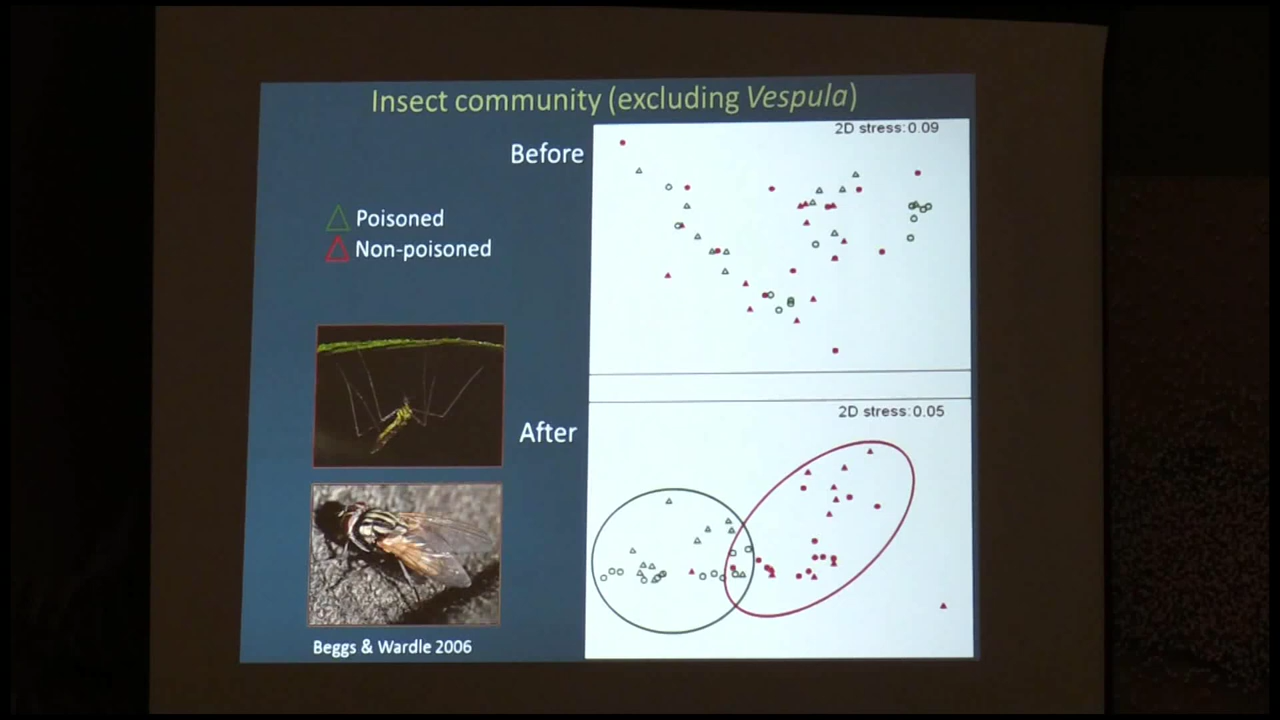 Insect community (excluding Vespula)
Before
2D stress:0.09
Poisoned
Non-poisoned
After
2D stress:0.05
Beggs & Wardle 2006